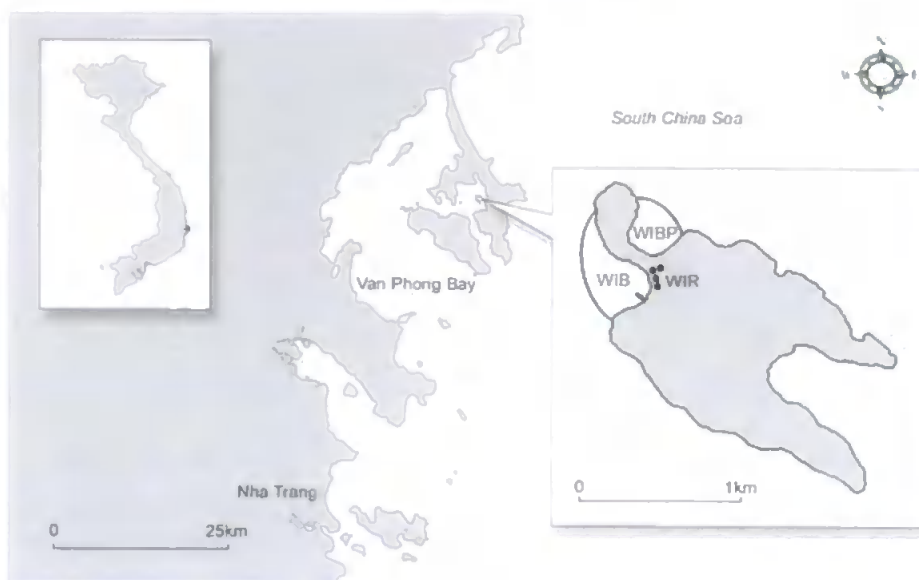 South China Sea
W
WIBP
WIB
WIR
Van Phong Bay
Nha Trang
0 25km
0 1km